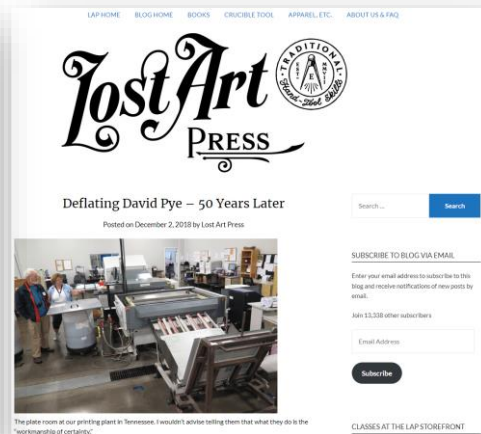 LAP HOME BLOG HOME BOOKS CRUCIBLE TOOL APPAREL, ETC. ABOUT US & FAQ
Lost Art
PRESS
TRADITIONAL
Hand-Tool Skills
EST
MMVII
Deflating David Pye – 50 Years Later
Posted on December 2, 2018 by Lost Art Press
The plate room at our printing plant in Tennessee. I wouldn't advise telling them that what they do is the
"workmanship of certainty."
Search ...
Search
SUBSCRIBE TO BLOG VIA EMAIL
Enter your email address to subscribe to this
blog and receive notifications of new posts by
email.
Join 13,338 other subscribers
Email Address
Subscribe
CLASSES AT THE LAP STOREFRONT